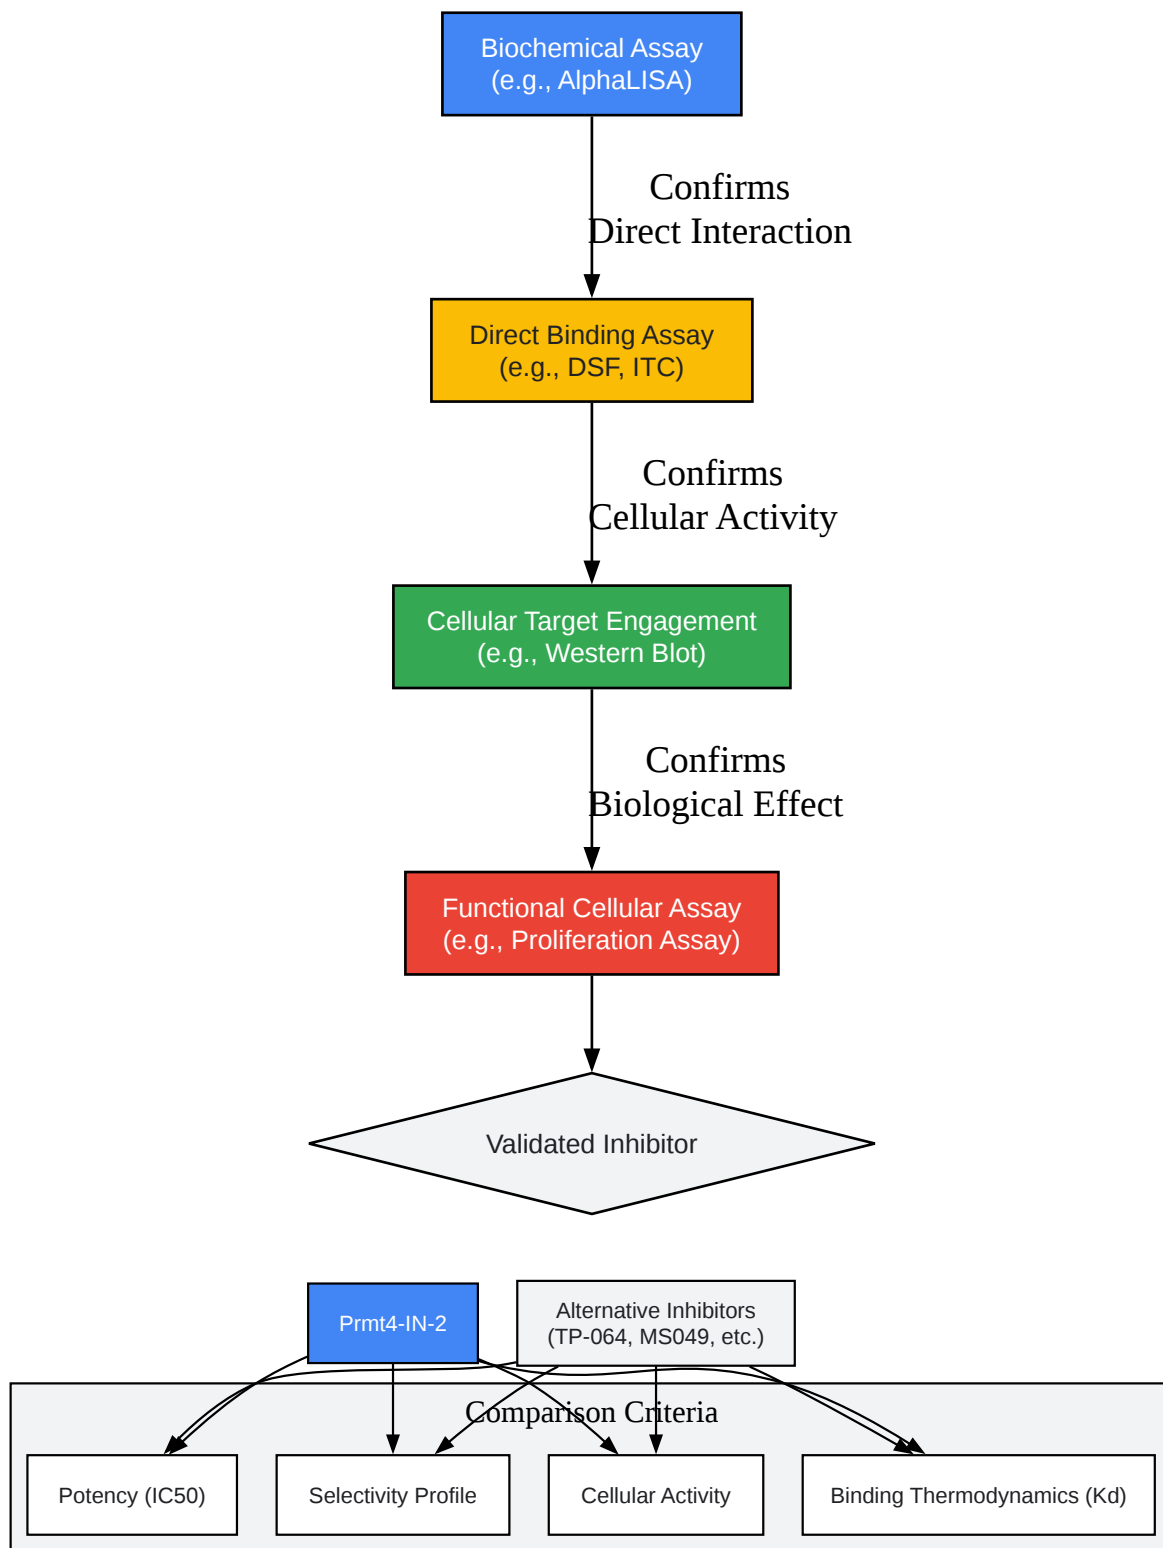 Biochemical Assay
(e.g., AlphaLISA)
Confirms
Direct Interaction
Direct Binding Assay
(e.g., DSF, ITC)
Confirms
Cellular Activity
Cellular Target Engagement
(e.g., Western Blot)
Confirms
Biological Effect
Functional Cellular Assay
(e.g., Proliferation Assay)
Validated Inhibitor
Prmt4-IN-2
Alternative Inhibitors
(TP-064, MS049, etc.)
Comparison Criteria
Potency (IC50)
Selectivity Profile
Cellular Activity
Binding Thermodynamics (Kd)